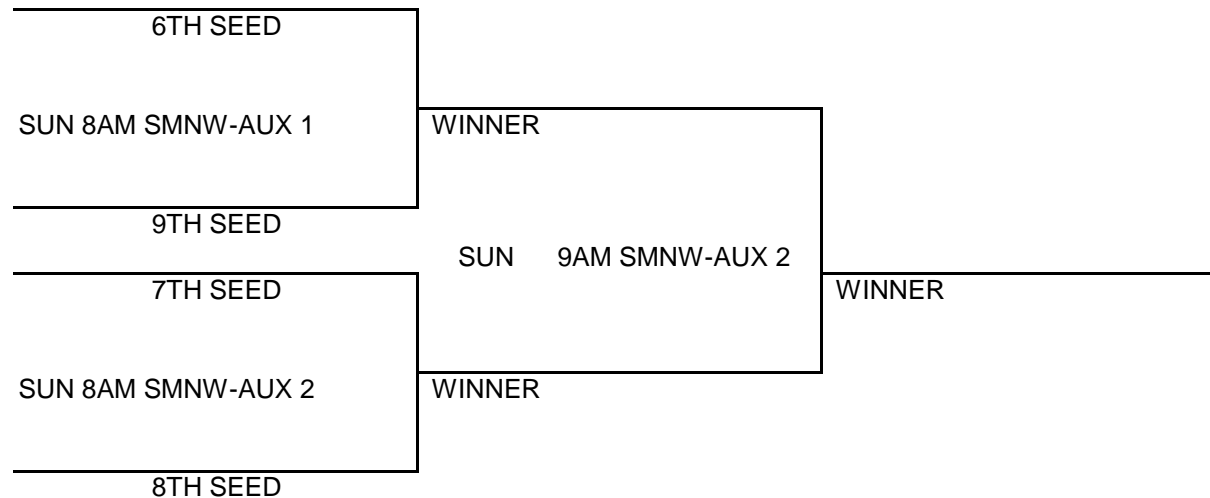 6TH SEED
SUN 8AM SMNW-AUX 1
WINNER
9TH SEED
SUN 9AM SMNW-AUX 2
7TH SEED
WINNER
SUN 8AM SMNW-AUX 2
WINNER
8TH SEED